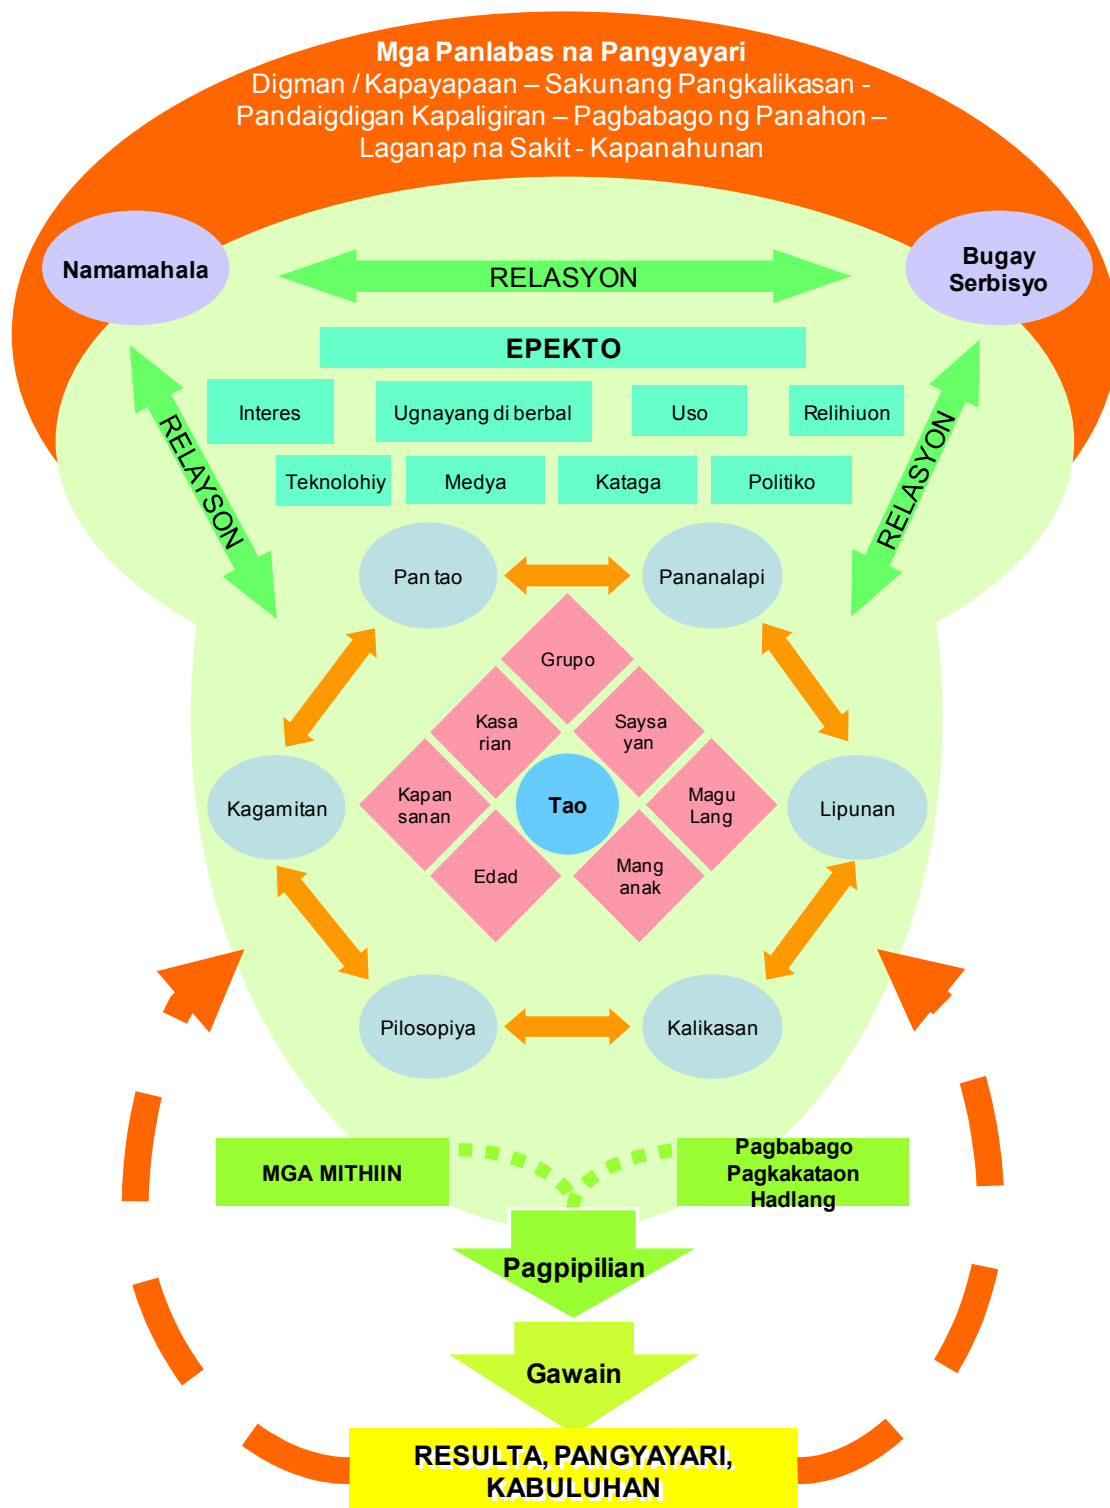 Mga Panlabas na Pangyayari
Digman / Kapayapaan – Sakunang Pangkalikasan -
Pandaigdigan Kapaligiran – Pagbabago ng Panahon –
Laganap na Sakit - Kapanahunan
Namamahala
RELASYON
Bugay
Serbisyo
EPEKTO
Interes
Ugnayang di berbal
Uso
Relihiuon
RELAYSON
RELASYON
Teknolohiy
Medya
Kataga
Politiko
Pan tao
Pananalapi
Grupo
Kasa
rian
Saysa
yan
Kagamitan
Kapan
sanan
Tao
Magu
Lang
Lipunan
Edad
Mang
anak
Pilosopiya
Kalikasan
MGA MITHIIN
Pagbabago
Pagkakataon
Hadlang
Pagpipilian
Gawain
RESULTA, PANGYAYARI,
KABULUHAN